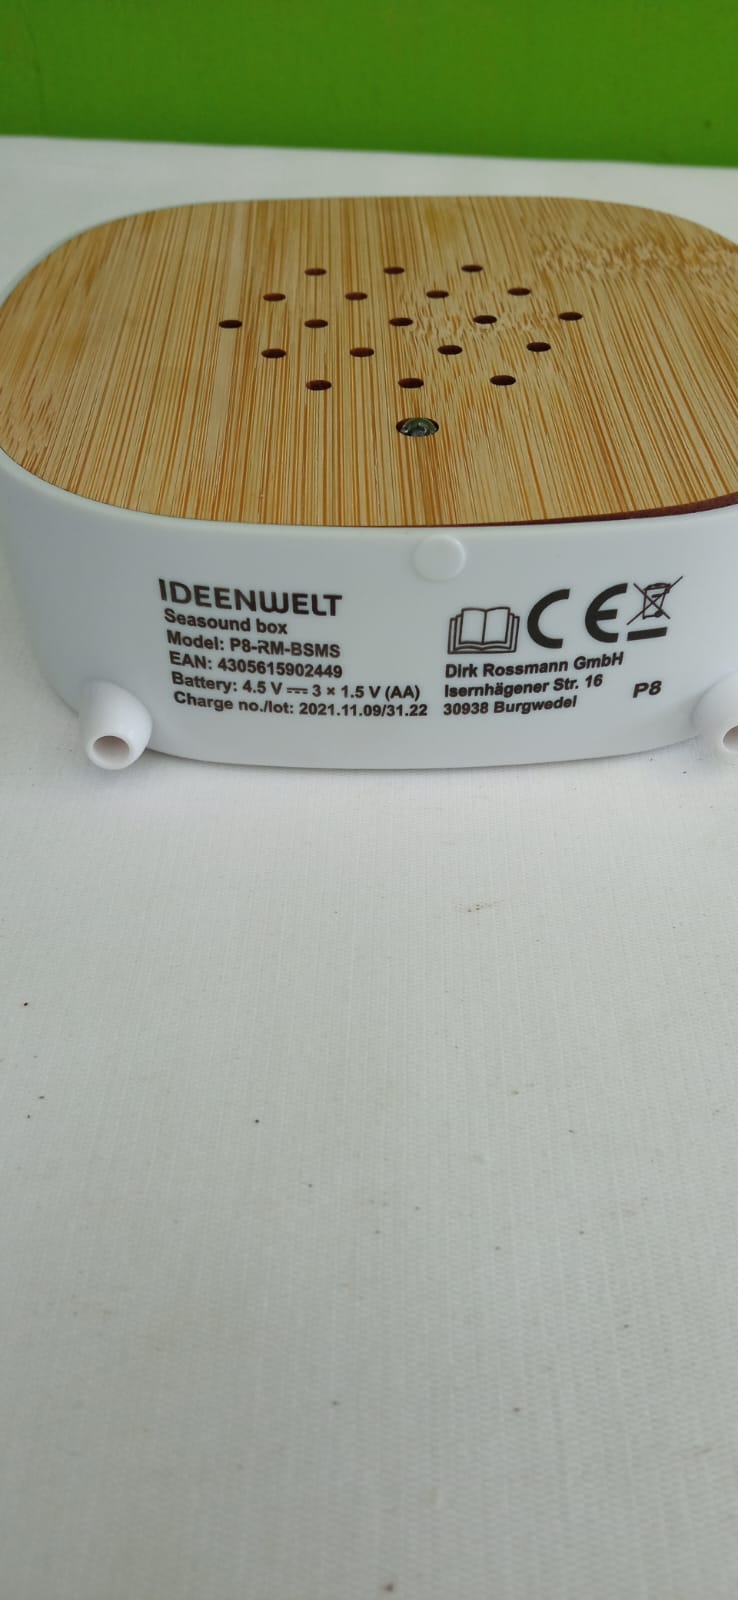 IDEENWELT
Seasound box
Model: P8-RM-BSMS
EAN: 4305615902449
Battery: 4.5 V ⎓ 3 × 1.5 V (AA)
Charge no./lot: 2021.11.09/31.22
CE
Dirk Rossmann GmbH
Isernhägener Str. 16
30938 Burgwedel
P8